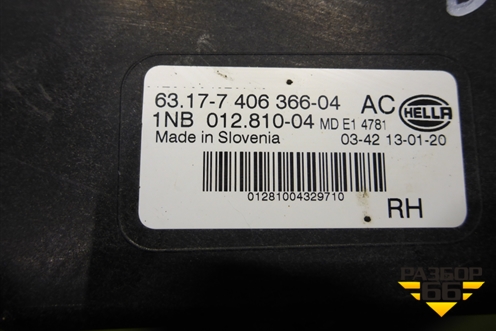 63.17-7 406 366-04 AC
HELLA
1NB 012.810-04 MD E1 4781
Made in Slovenia 03-42 13-01-20
01281004329710
RH
РАЗБОР
66